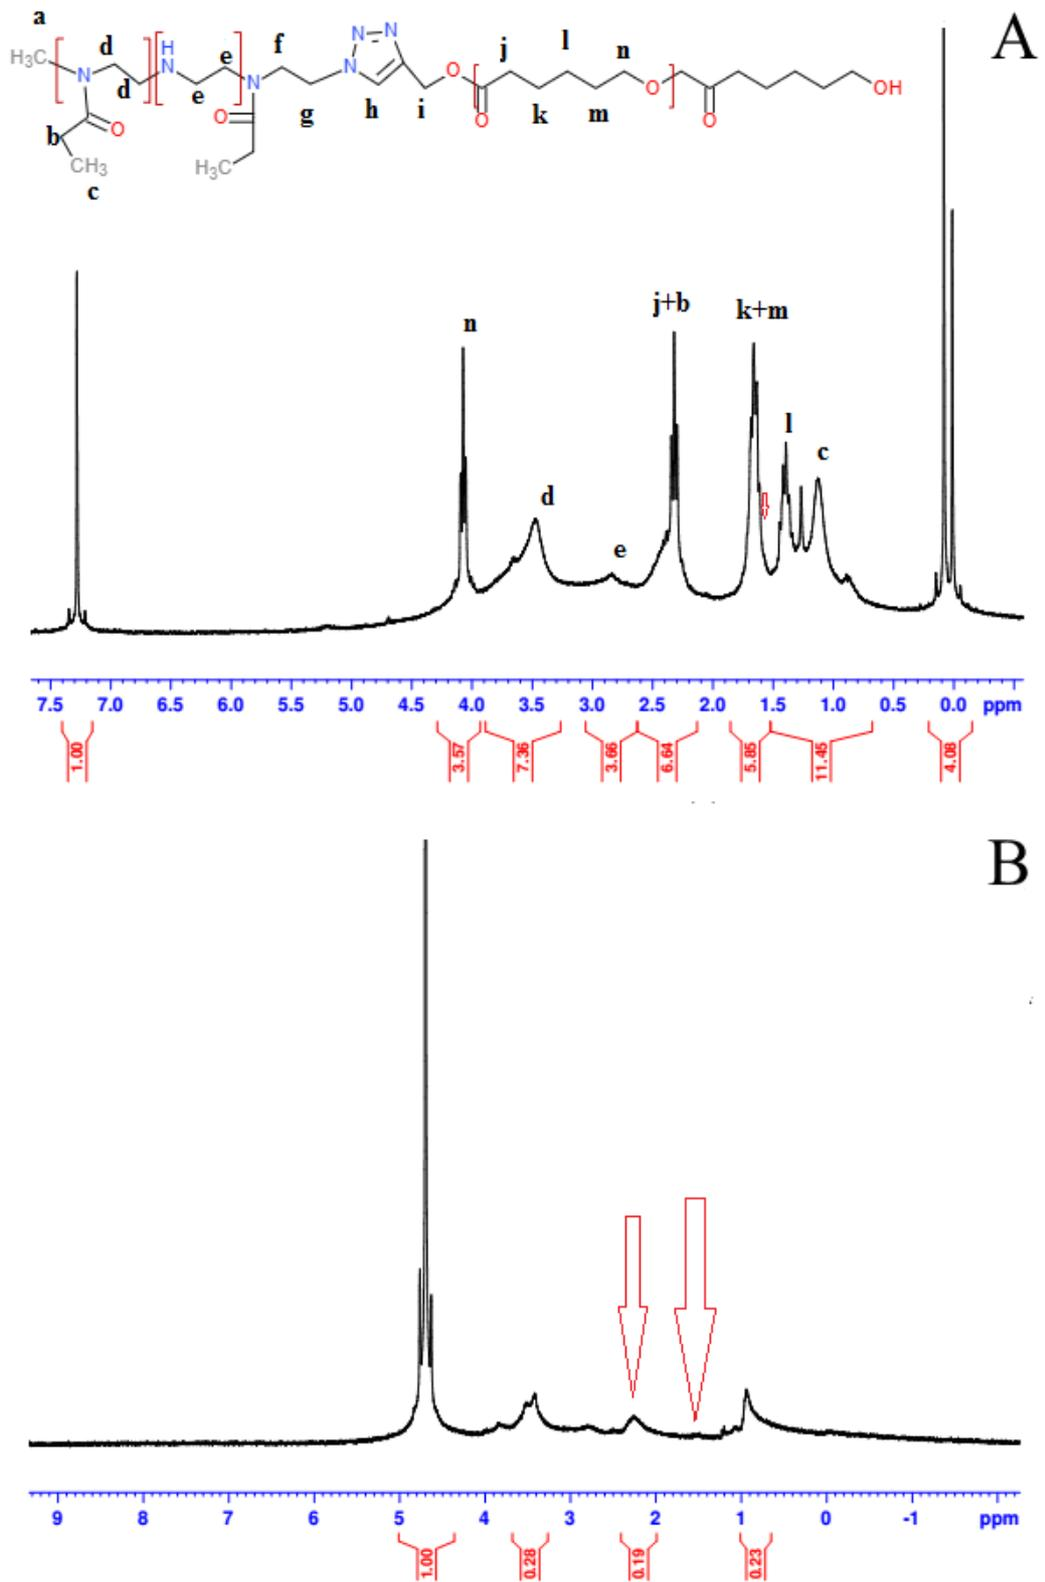 A
a
H₃C
d
N
d
O
b
CH₃
c
H
N
e
e
N
O
H₃C
f
g
N
N
N
h
i
O
O
j
k
l
m
n
O
O
OH
n
d
e
j+b
k+m
l
c
7.5 7.0 6.5 6.0 5.5 5.0 4.5 4.0 3.5 3.0 2.5 2.0 1.5 1.0 0.5 0.0 ppm
1.00 3.57 7.36 3.66 6.64 5.85 11.45 4.08
B
9 8 7 6 5 4 3 2 1 0 -1 ppm
1.00 0.28 0.19 0.23